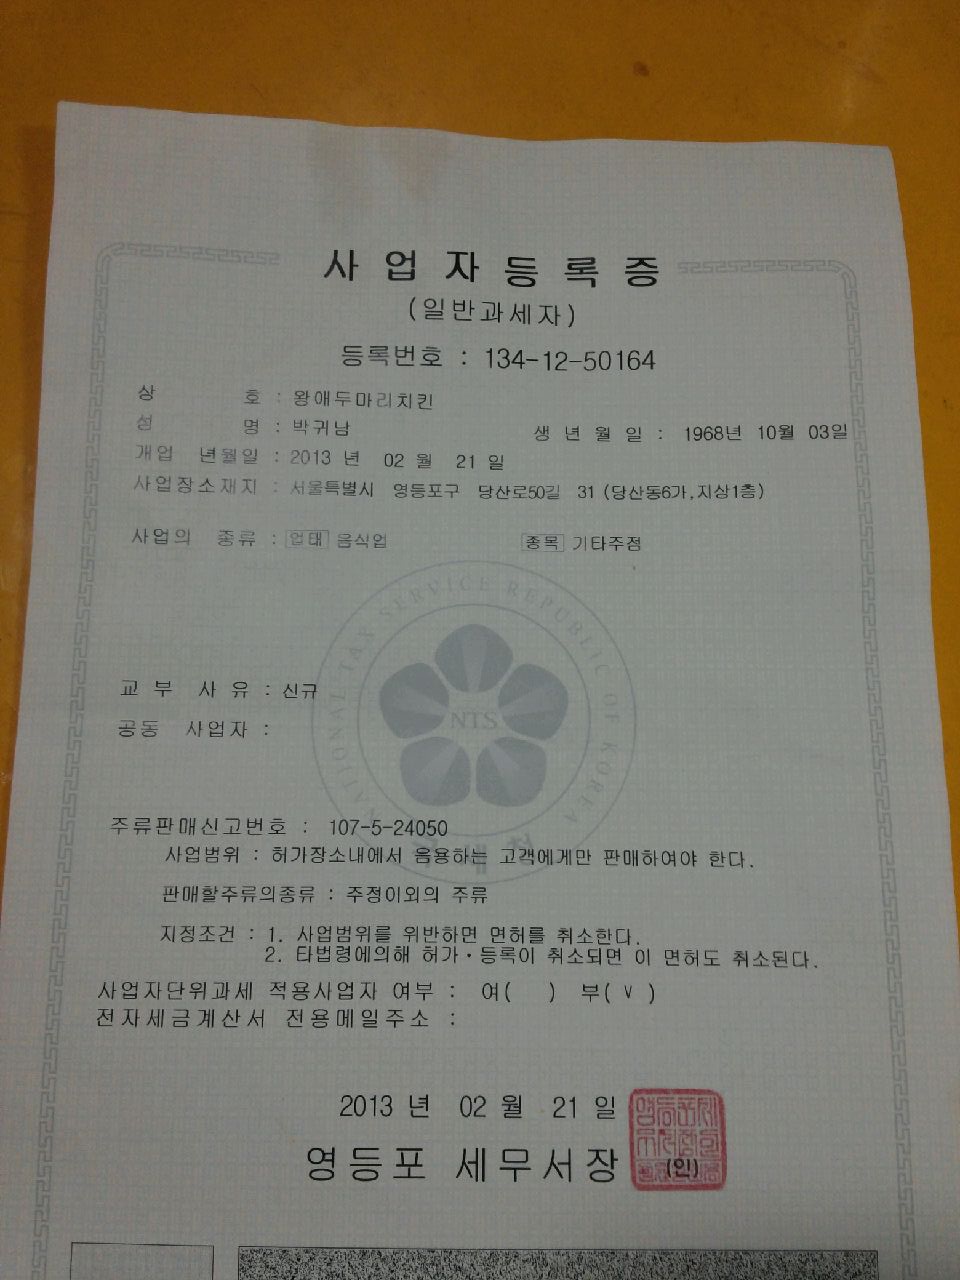 사업자등록증
(일반과세자)
등록번호 : 134-12-50164
상 호 : 왕애두마리치킨
성 명 : 박귀남 생년월일 : 1968년 10월 03일
개업 년월일 : 2013 년 02 월 21 일
사업장소재지 : 서울특별시 영등포구 당산로50길 31 (당산동6가,지상1층)
사업의 종류 : 업태 음식업 종목 기타주점
NATIONAL TAX SERVICE REPUBLIC OF KOREA
NTS
교부 사유 : 신규
공동 사업자 :
주류판매신고번호 : 107-5-24050
사업범위 : 허가장소내에서 음용하는 고객에게만 판매하여야 한다.
판매할주류의종류 : 주정이외의 주류
지정조건 : 1. 사업범위를 위반하면 면허를 취소한다.
2. 타법령에의해 허가·등록이 취소되면 이 면허도 취소된다.
사업자단위과세 적용사업자 여부 : 여( ) 부( v )
전자세금계산서 전용메일주소 :
2013 년 02 월 21 일
영등포 세무서장 (인)